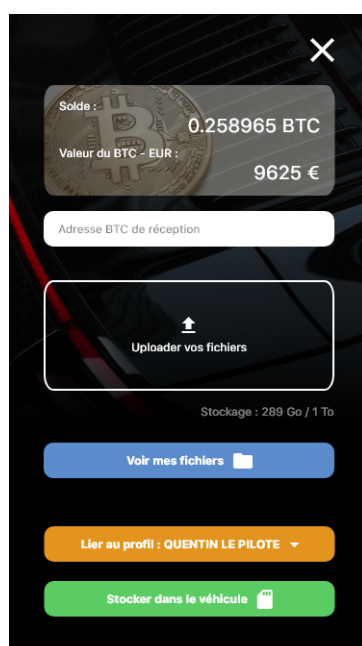 Solde :
0.258965 BTC
Valeur du BTC - EUR :
9625 €
Adresse BTC de réception
Uploader vos fichiers
Stockage : 289 Go / 1 To
Voir mes fichiers
Lier au profil : QUENTIN LE PILOTE
Stocker dans le véhicule